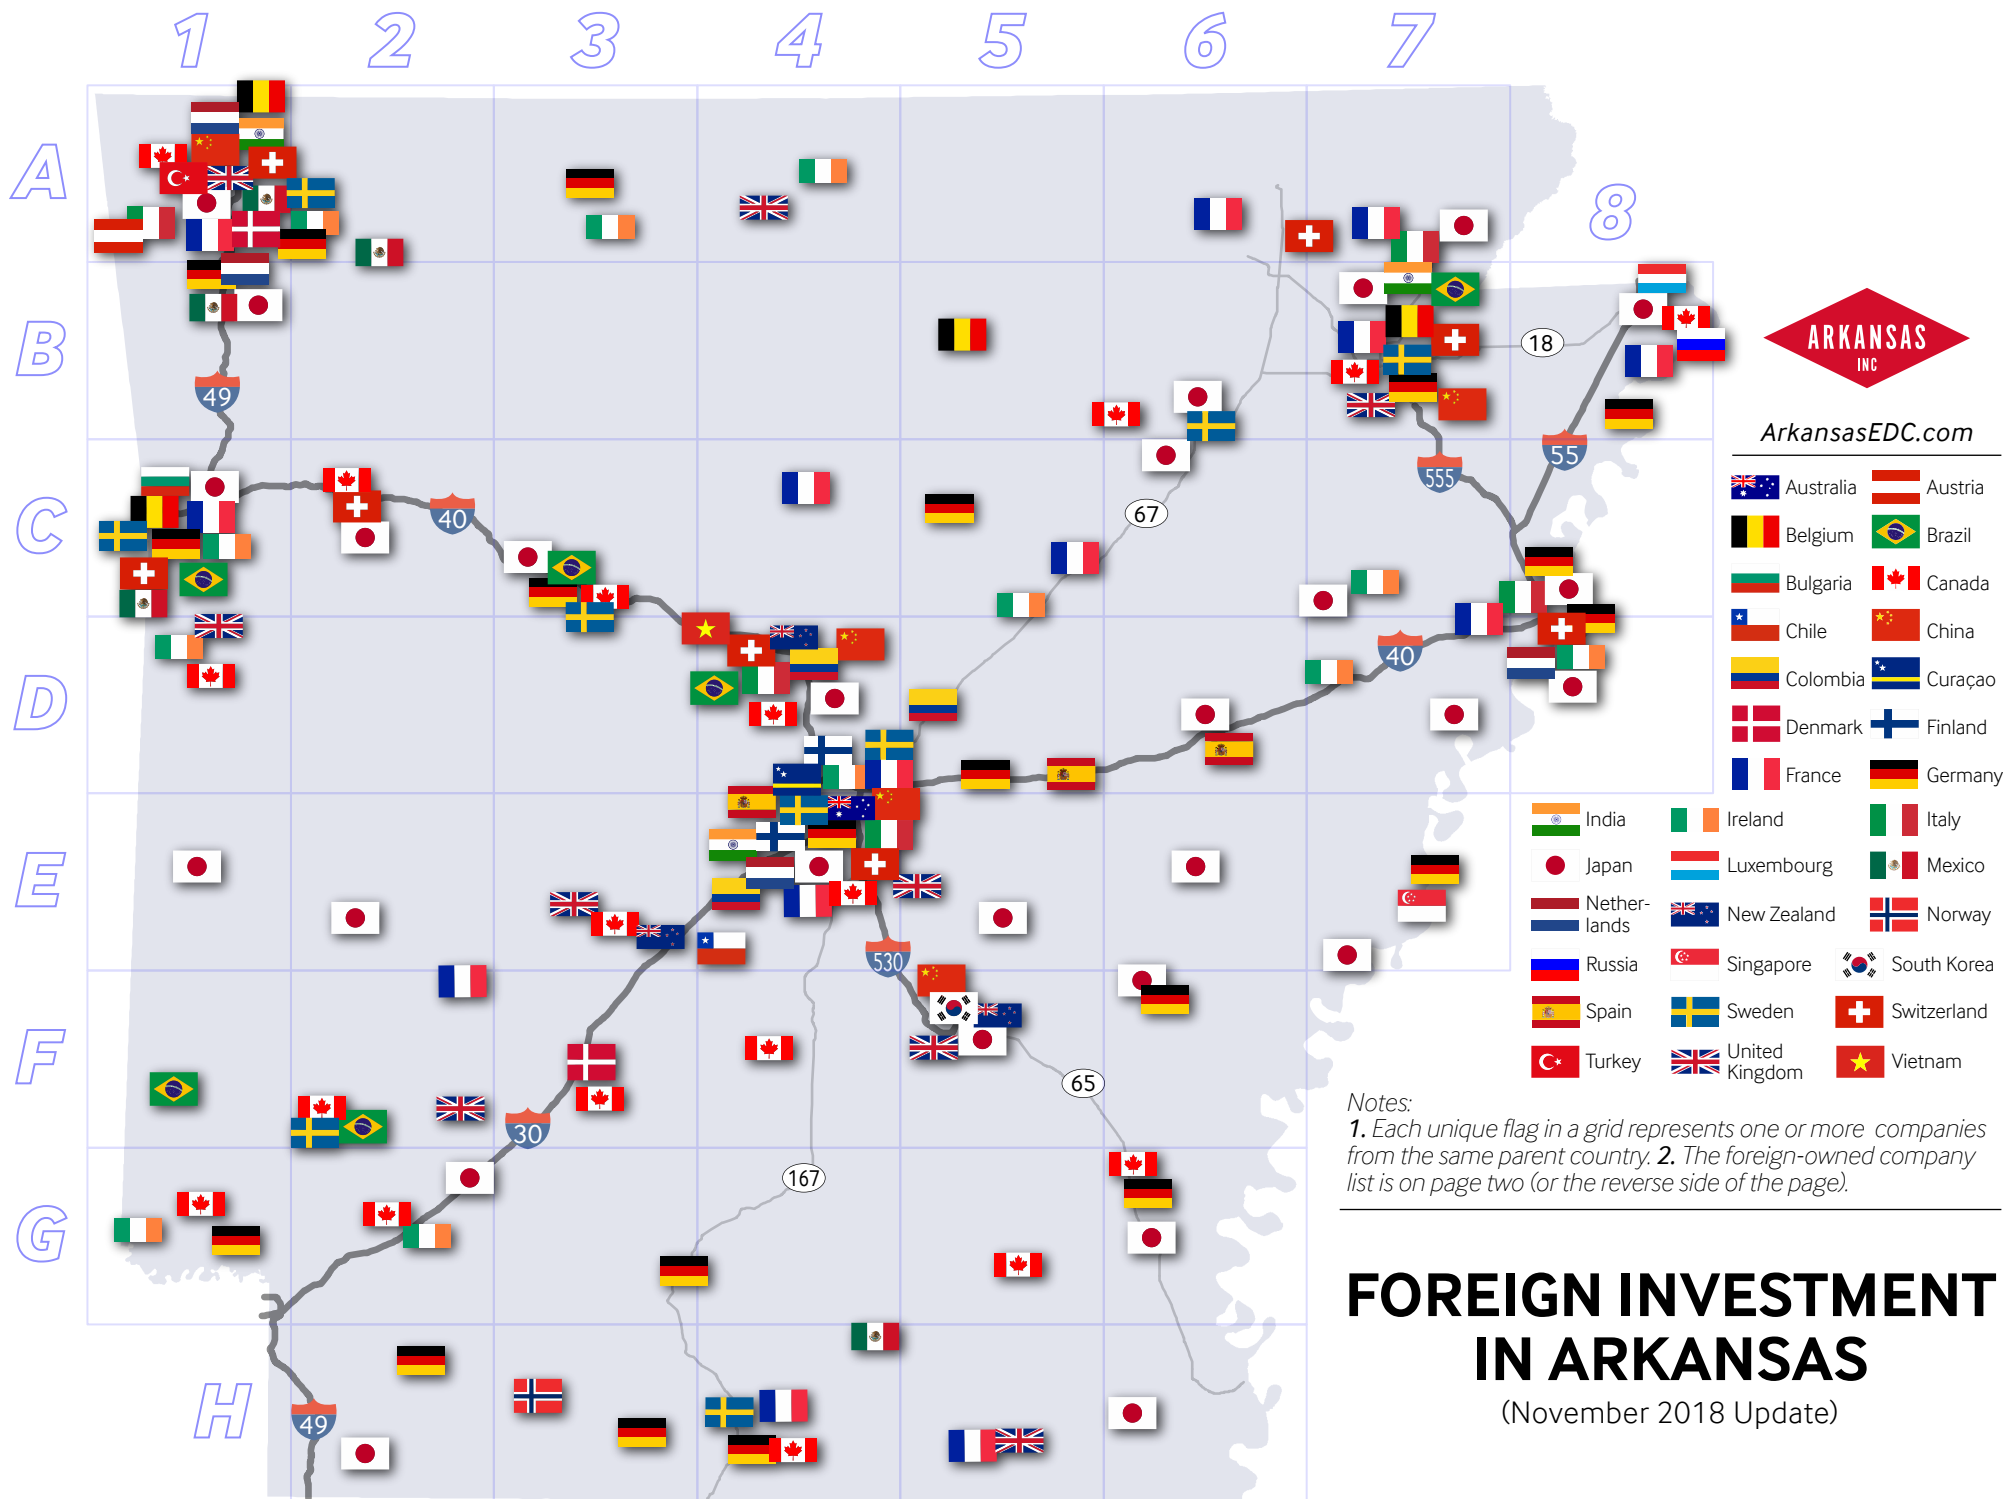 1 2 3 4 5 6 7
A
8
B
18
49
ARKANSAS
INC
ArkansasEDC.com
55
555
C
40
67
Australia Austria
Belgium Brazil
Bulgaria Canada
Chile China
40
Colombia Curaçao
D
Denmark Finland
France Germany
India Ireland Italy
E
Japan Luxembourg Mexico
Nether-
lands
New Zealand Norway
530
Russia Singapore South Korea
Spain Sweden Switzerland
F
Turkey United
Kingdom
Vietnam
65
30
Notes:
1. Each unique flag in a grid represents one or more companies
from the same parent country. 2. The foreign-owned company
list is on page two (or the reverse side of the page).
167
G
FOREIGN INVESTMENT
IN ARKANSAS
(November 2018 Update)
H
49